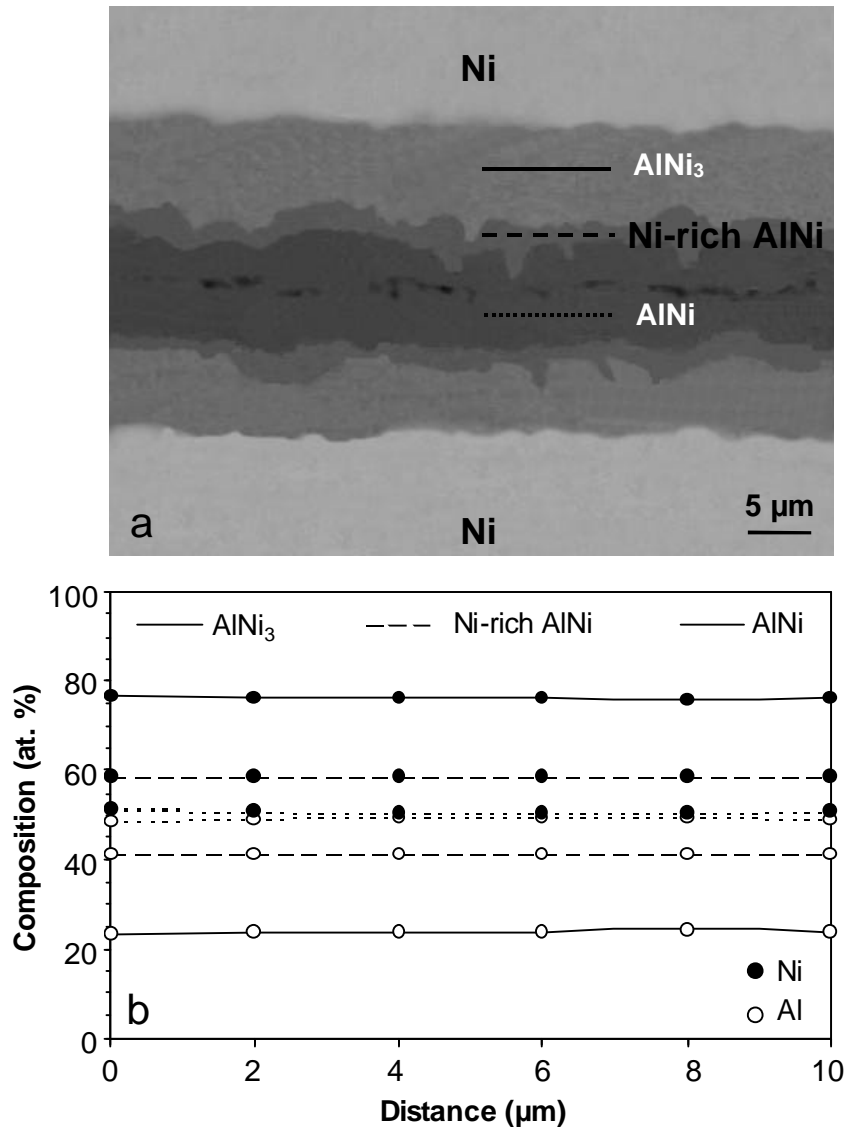 Ni
AlNi₃
Ni-rich AlNi
AlNi
5 µm
a
Ni
100
AlNi₃ Ni-rich AlNi AlNi
80
60
40
20
0
Composition (at. %)
Ni
Al
b
0 2 4 6 8 10
Distance (µm)